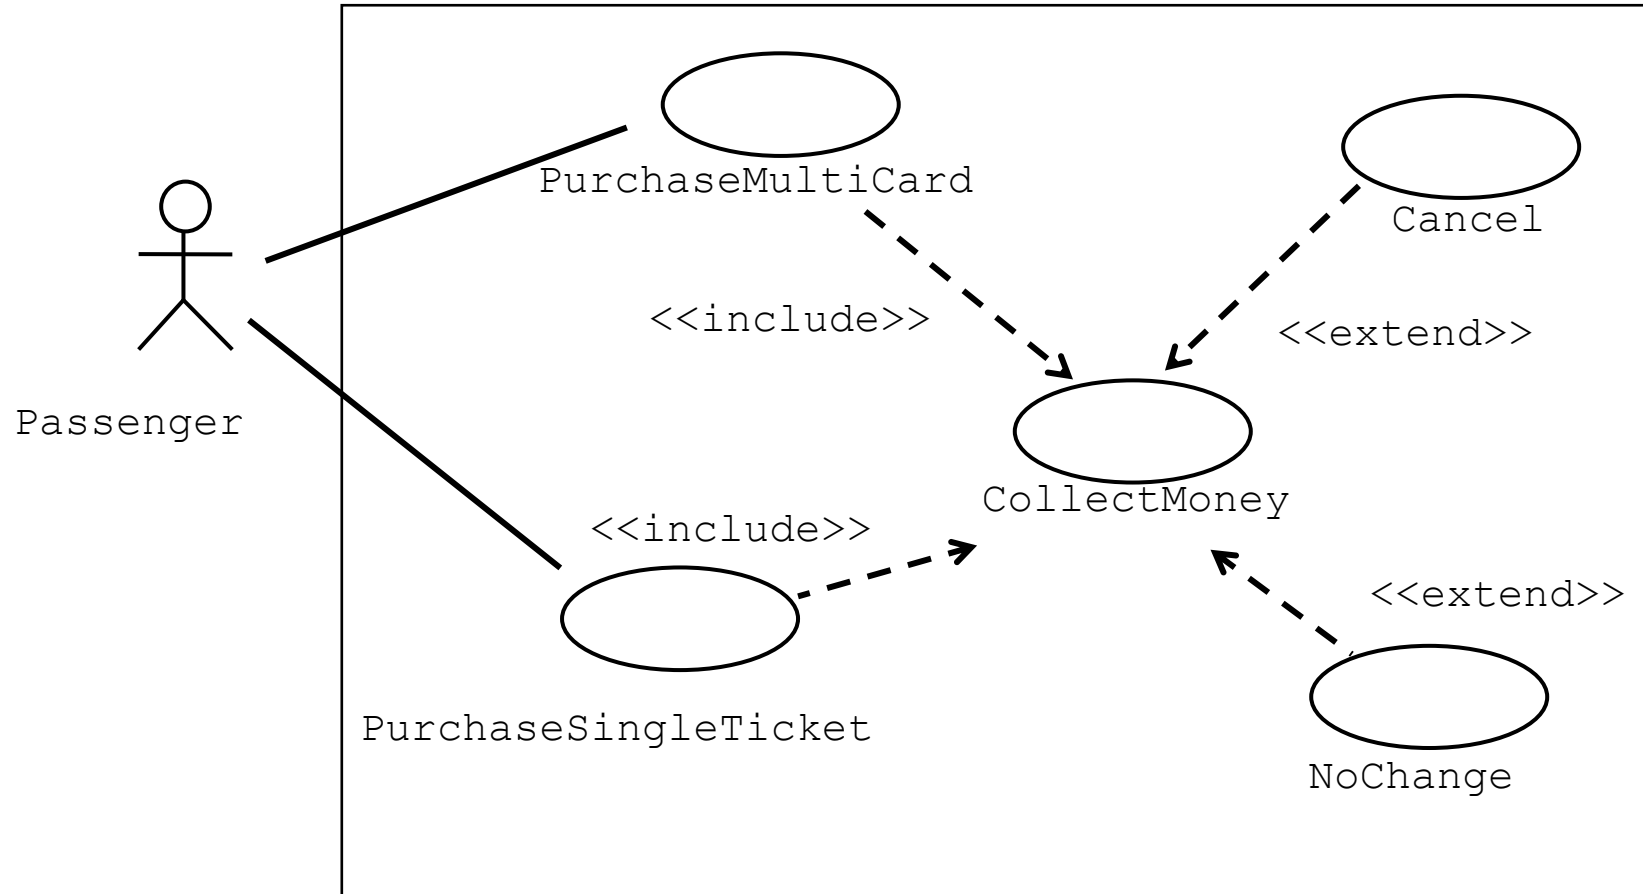 PurchaseMultiCard
Cancel
<<include>>
<<extend>>
Passenger
CollectMoney
<<include>>
<<extend>>
PurchaseSingleTicket
NoChange